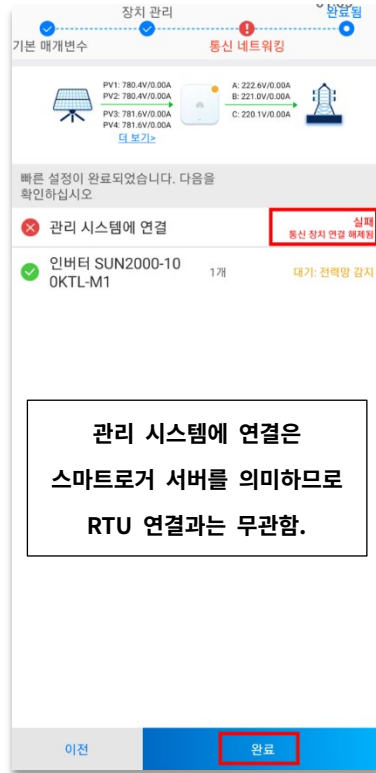 장치 관리
완료됨
기본 매개변수
통신 네트워킹
PV1: 780.4V/0.00A
PV2: 780.4V/0.00A
PV3: 781.6V/0.00A
PV4: 781.6V/0.00A
더 보기>
A: 222.6V/0.00A
B: 221.0V/0.00A
C: 220.1V/0.00A
빠른 설정이 완료되었습니다. 다음을
확인하십시오
관리 시스템에 연결
실패
통신 장치 연결 해제됨
인버터 SUN2000-10
0KTL-M1
1개
대기: 전력망 감지
관리 시스템에 연결은
스마트로거 서버를 의미하므로
RTU 연결과는 무관함.
이전
완료